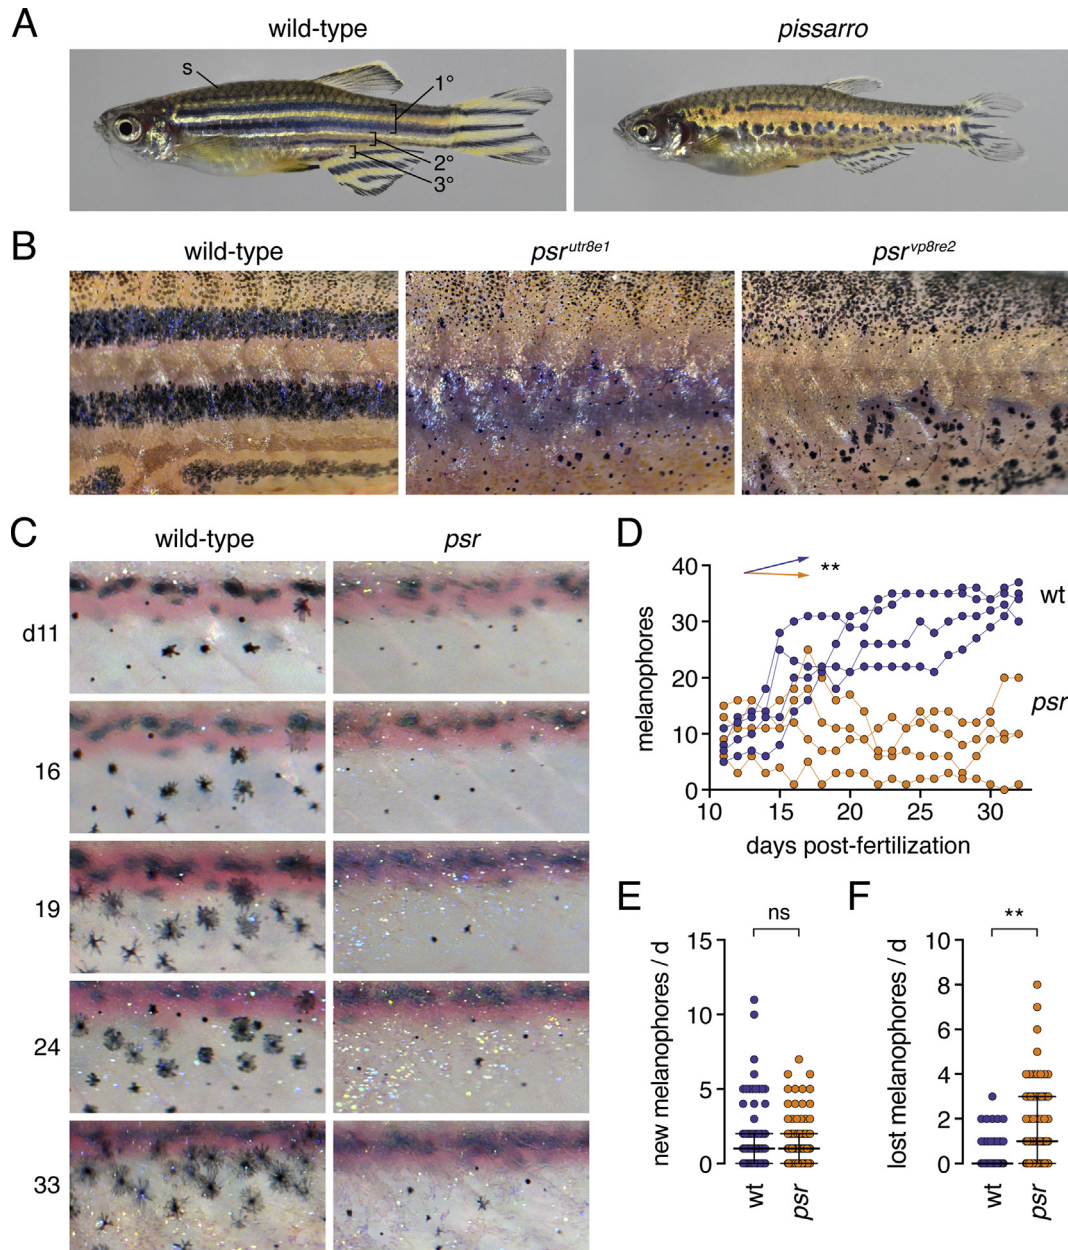 A
wild-type
pissarro
s
1°
2°
3°
B
wild-type
psr utr8e1
psr vp8re2
C
wild-type
psr
d11
16
19
24
33
D
**
40
30
20
10
0
melanophores
wt
psr
10 15 20 25 30
days post-fertilization
E
ns
15
10
5
0
new melanophores / d
wt
psr
F
**
10
8
6
4
2
0
lost melanophores / d
wt
psr